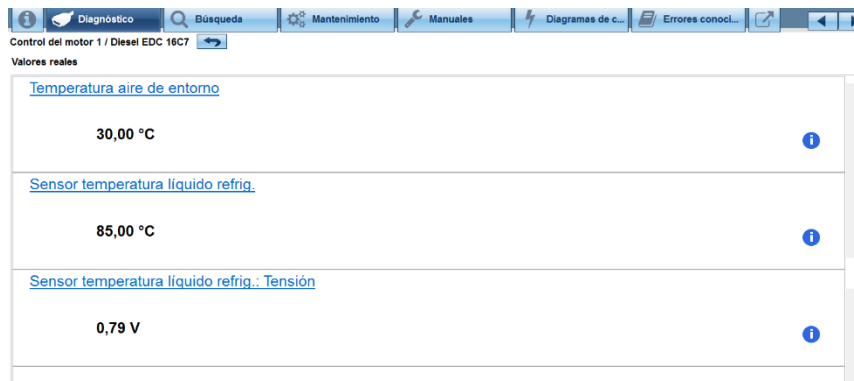 Diagnóstico
Búsqueda
Mantenimiento
Manuales
Diagramas de c...
Errores conoci...
Control del motor 1 / Diesel EDC 16C7
Valores reales
Temperatura aire de entorno
30,00 °C
Sensor temperatura líquido refrig.
85,00 °C
Sensor temperatura líquido refrig.: Tensión
0,79 V